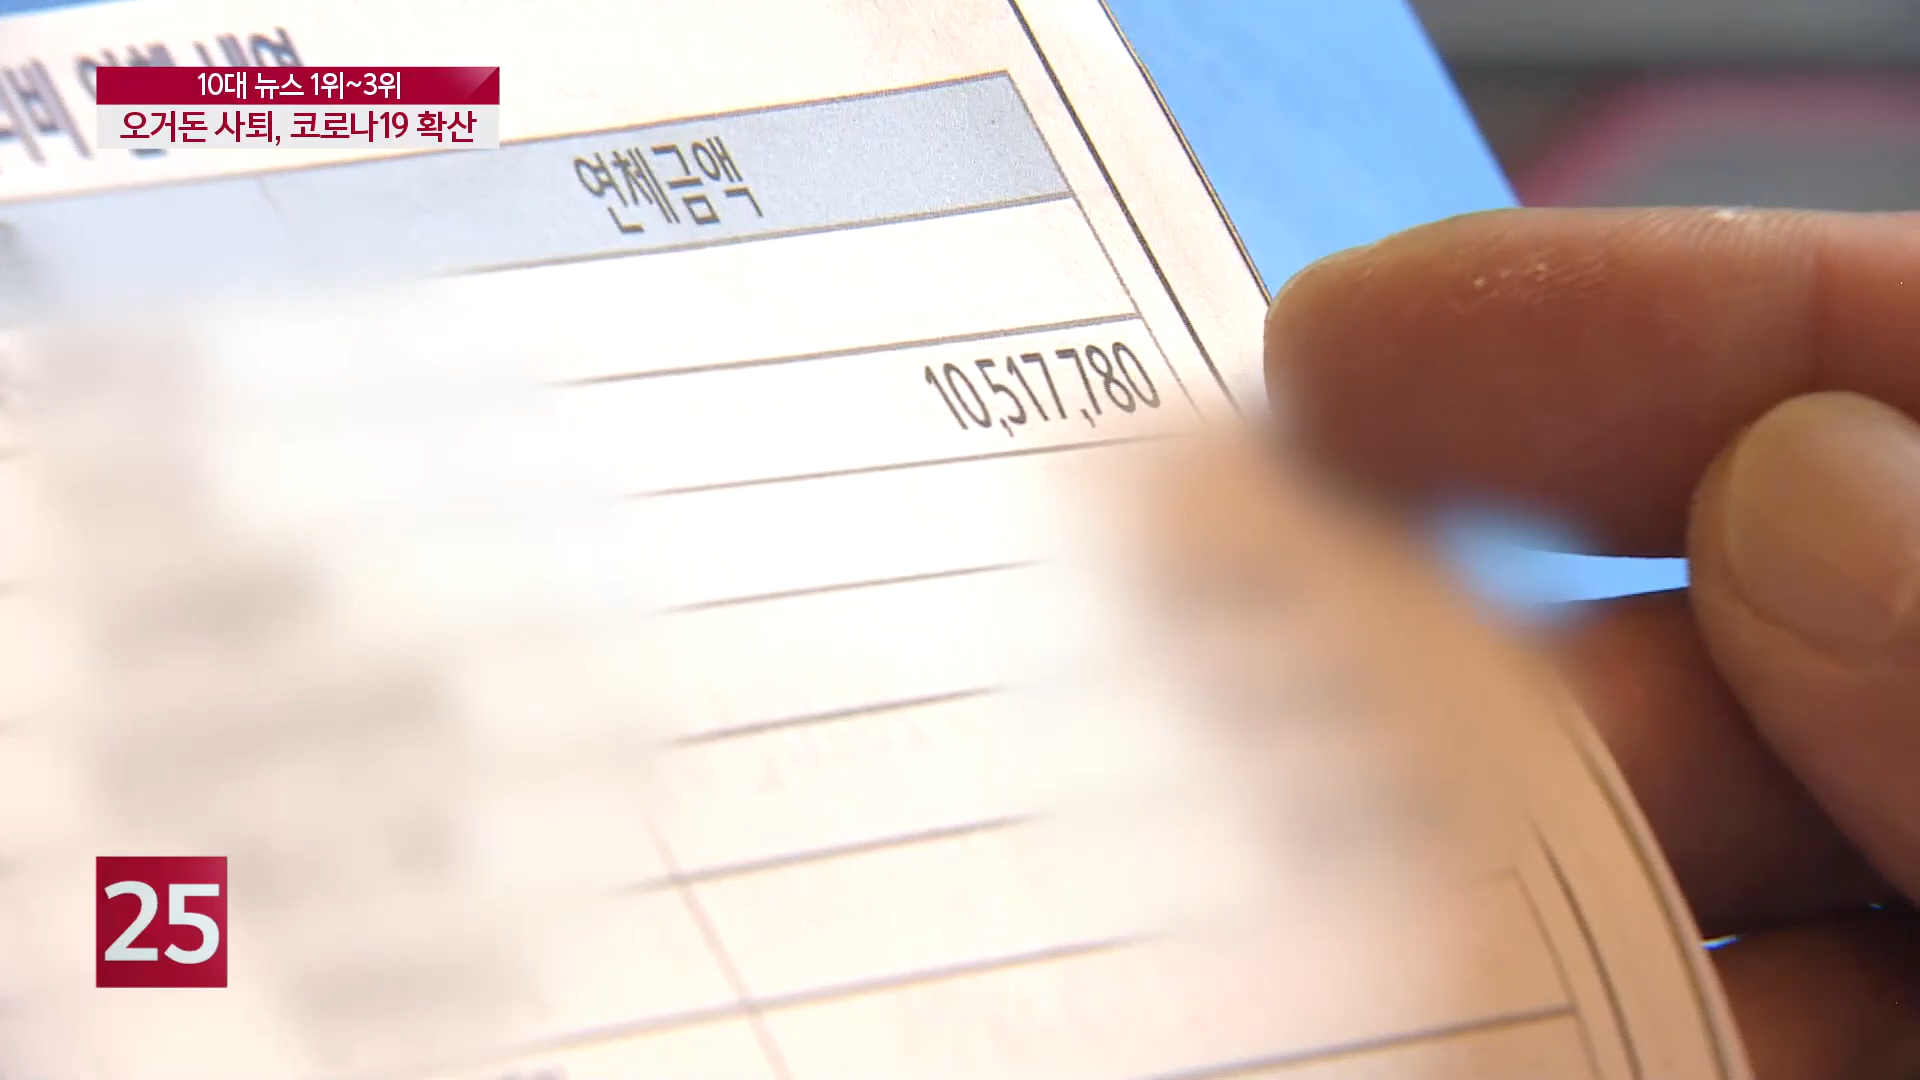 10대 뉴스 1위~3위
오거돈 사퇴, 코로나19 확산
연체금액
10,517,780
25